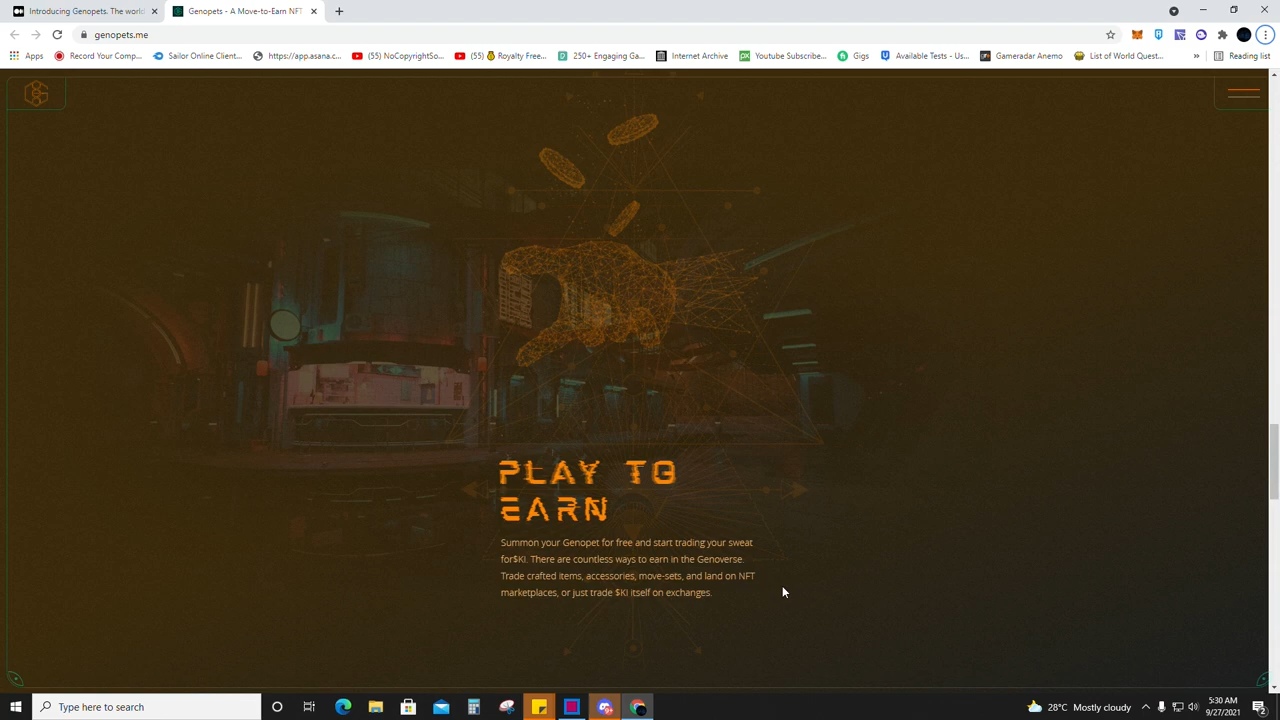 Introducing Genopets. The world
Genopets - A Move-to-Earn NFT
genopets.me
Apps
Record Your Comp...
Sailor Online Client...
https://app.asana.c...
(55) NoCopyrightSo...
(55) Royalty Free...
250+ Engaging Ga...
Internet Archive
Youtube Subscribe...
Gigs
Available Tests - Us...
Gameradar Anemo
List of World Quest...
»
Reading list
PLAY TO
EARN
Summon your Genopet for free and start trading your sweat
for$KI. There are countless ways to earn in the Genoverse.
Trade crafted items, accessories, move-sets, and land on NFT
marketplaces, or just trade $KI itself on exchanges.
Type here to search
28°C Mostly cloudy
5:30 AM
9/27/2021
2